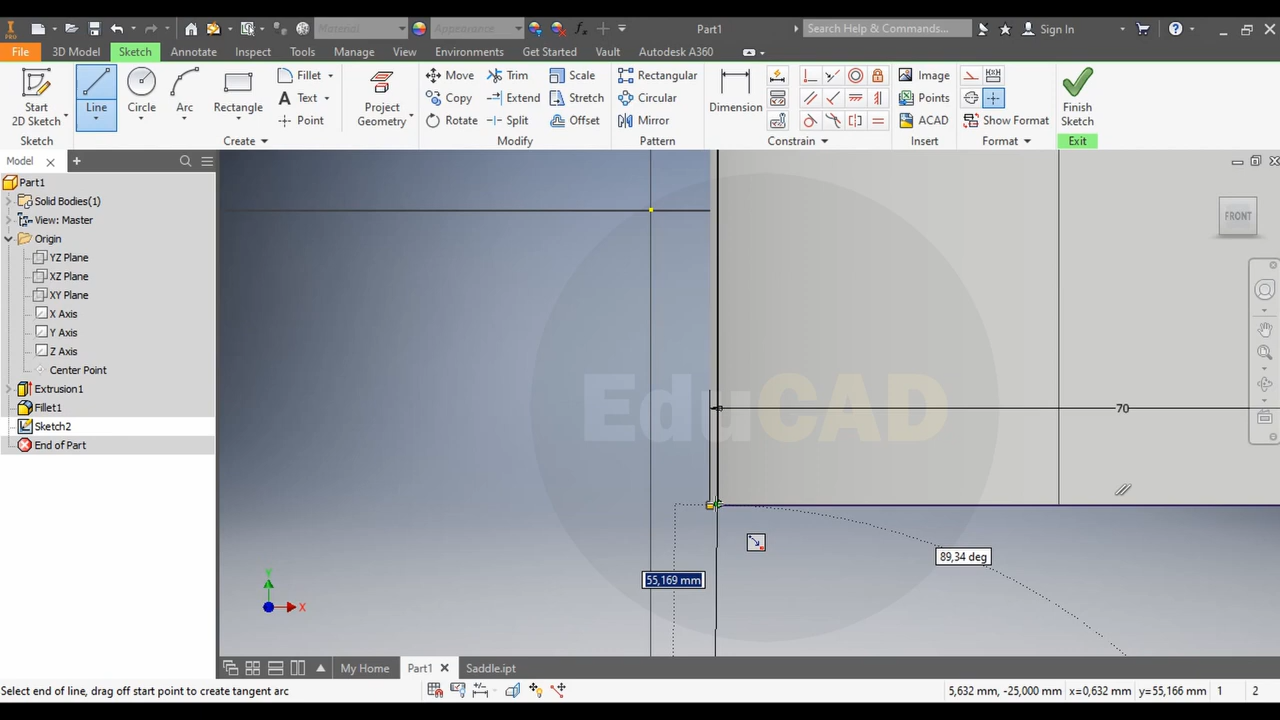 PRO
Material
Appearance
Part1
Search Help & Commands...
Sign In
File
3D Model
Sketch
Annotate
Inspect
Tools
Manage
View
Environments
Get Started
Vault
Autodesk A360
Start
2D Sketch
Line
Circle
Arc
Rectangle
Fillet
Text
Point
Project
Geometry
Move
Copy
Rotate
Trim
Extend
Split
Scale
Stretch
Offset
Rectangular
Circular
Mirror
Dimension
Image
Points
ACAD
Show Format
Finish
Sketch
Sketch
Create
Modify
Pattern
Constrain
Insert
Format
Exit
Model
Part1
Solid Bodies(1)
View: Master
Origin
YZ Plane
XZ Plane
XY Plane
X Axis
Y Axis
Z Axis
Center Point
Extrusion1
Fillet1
Sketch2
End of Part
FRONT
EduCAD
70
89,34 deg
55,169 mm
Y
X
My Home
Part1
Saddle.ipt
Select end of line, drag off start point to create tangent arc
5,632 mm, -25,000 mm
x=0,632 mm
y=55,166 mm
1
2